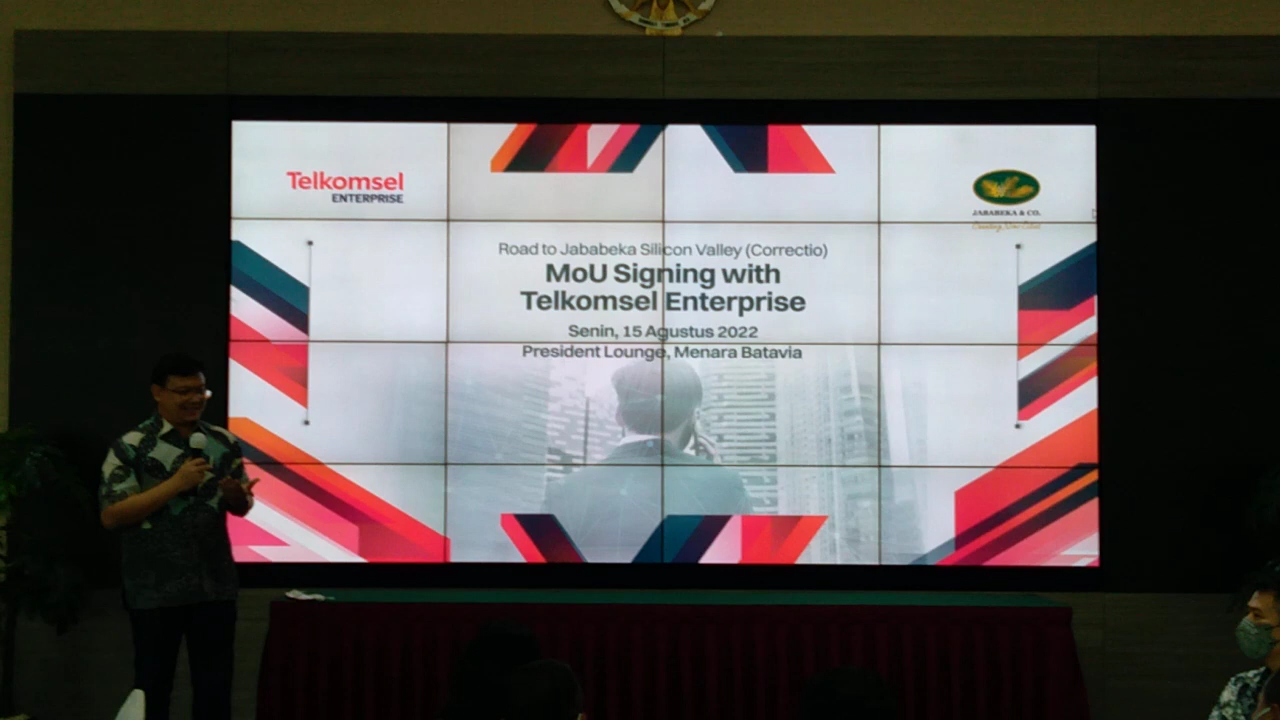 Telkomsel
ENTERPRISE
JABABEKA & CO.
Road to Jababeka Silicon Valley (Correctio)
MoU Signing with
Telkomsel Enterprise
Senin, 15 Agustus 2022
President Lounge, Menara Batavia